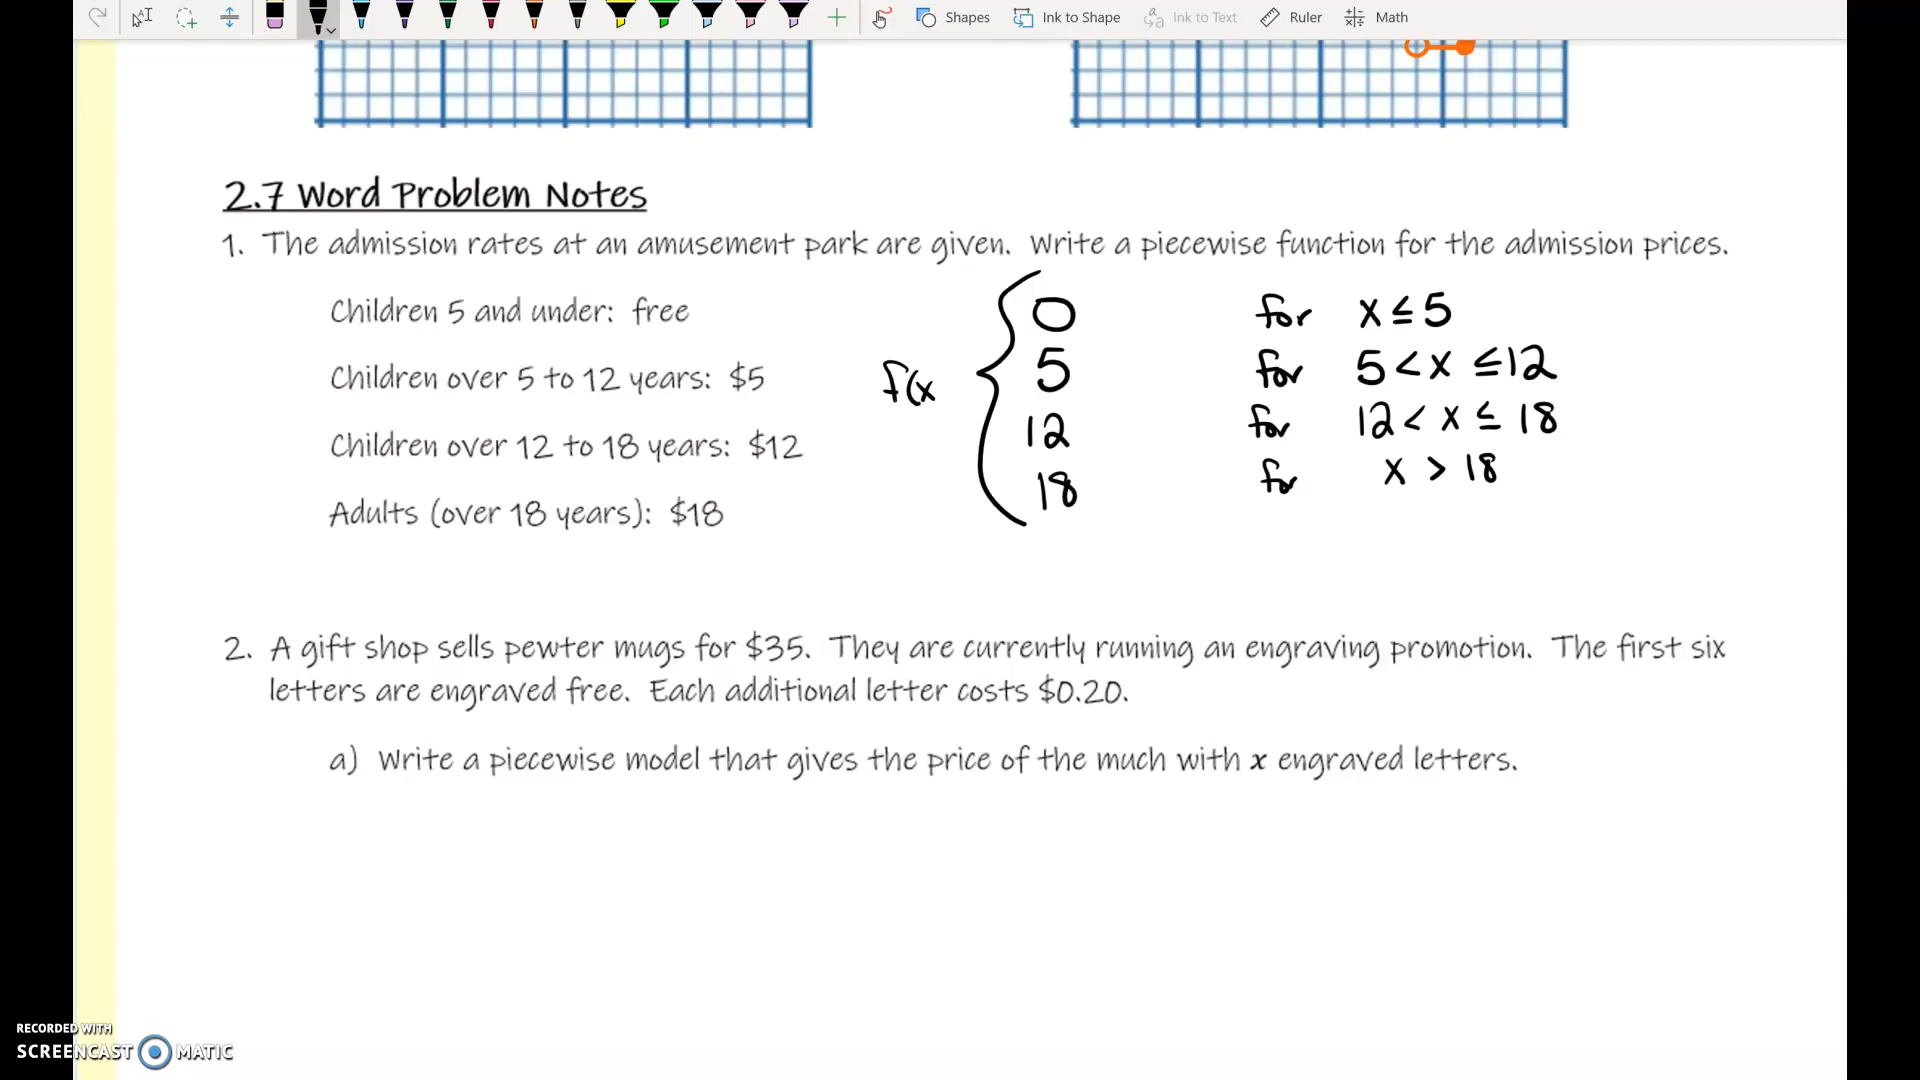 Shapes Ink to Shape Ink to Text Ruler Math
2.7 Word Problem Notes
1. The admission rates at an amusement park are given. Write a piecewise function for the admission prices.
Children 5 and under: free
0 for x ≤ 5
Children over 5 to 12 years: $5
f(x { 5 for 5 < x ≤ 12
Children over 12 to 18 years: $12
12 for 12 < x ≤ 18
Adults (over 18 years): $18
18 for x > 18
2. A gift shop sells pewter mugs for $35. They are currently running an engraving promotion. The first six
letters are engraved free. Each additional letter costs $0.20.
a) Write a piecewise model that gives the price of the much with x engraved letters.
RECORDED WITH
SCREENCAST MATIC